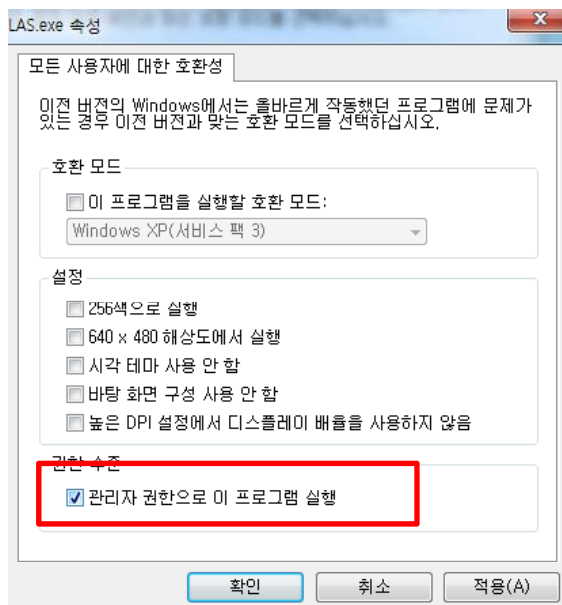 LAS.exe 속성
모든 사용자에 대한 호환성
이전 버전의 Windows에서는 올바르게 작동했던 프로그램에 문제가
있는 경우 이전 버전과 맞는 호환 모드를 선택하십시오.
호환 모드
이 프로그램을 실행할 호환 모드:
Windows XP(서비스 팩 3)
설정
256색으로 실행
640 x 480 해상도에서 실행
시각 테마 사용 안 함
바탕 화면 구성 사용 안 함
높은 DPI 설정에서 디스플레이 배율을 사용하지 않음
권한 수준
관리자 권한으로 이 프로그램 실행
확인
취소
적용(A)